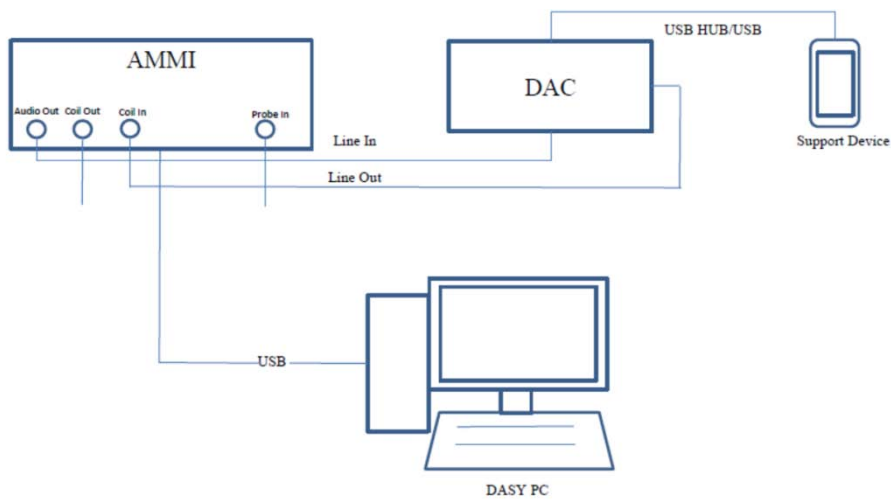 USB HUB/USB
AMMI
DAC
Audio Out Coil Out Coil In Probe In
Line In
Support Device
Line Out
USB
DASY PC